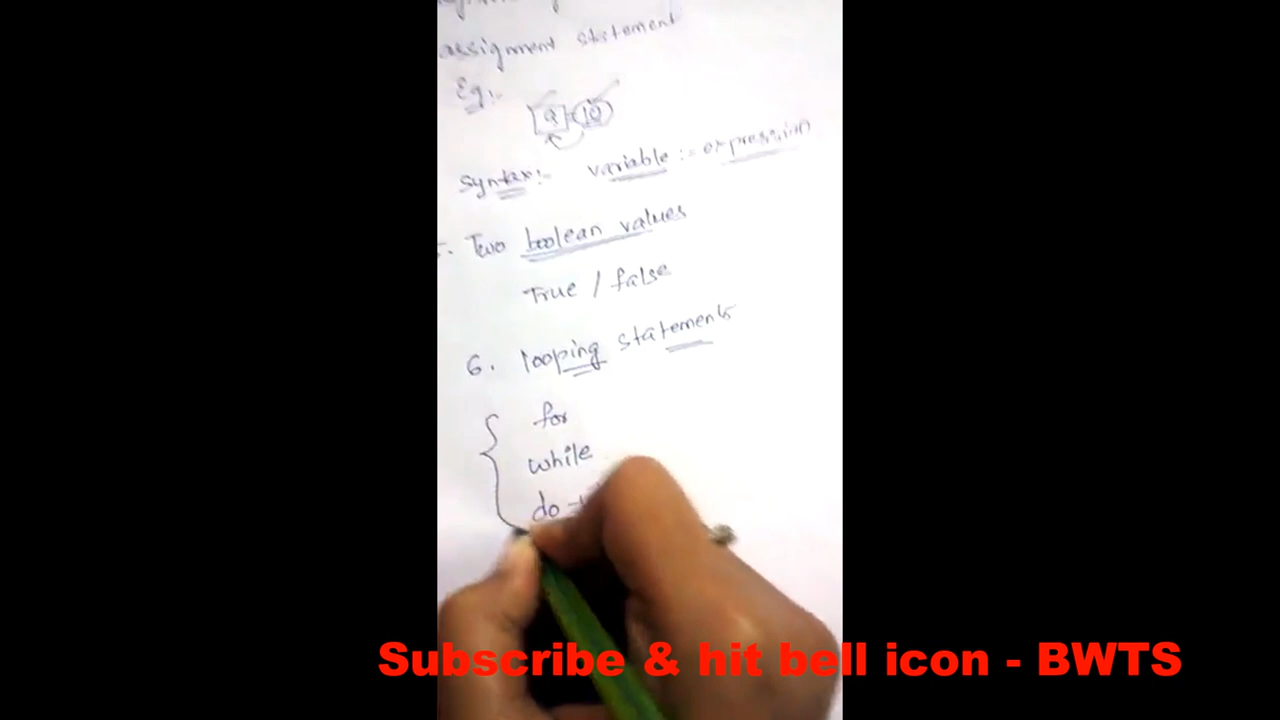 assignment statement
Eg:-
10
Syntax:- variable := expression
Two boolean values
True / false
6. looping statements
for
while
do
Subscribe & hit bell icon - BWTS